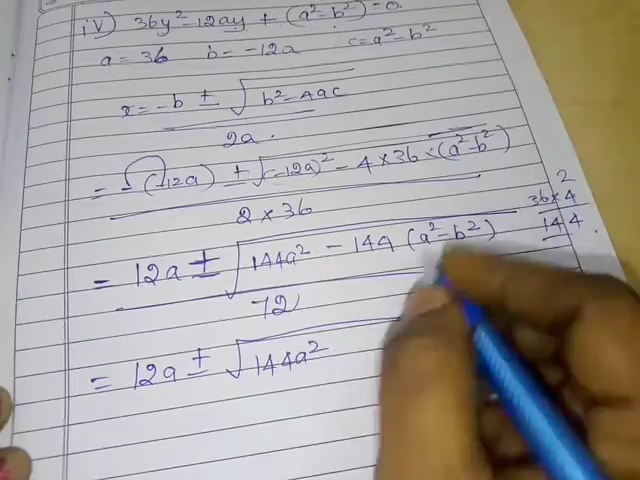 iv) 36y² - 12ay + (a² - b²) = 0
a = 36 b = -12a c = a² - b²
x = -b ± √b² - 4ac
2a.
= -(-12a) ± √(-12a)² - 4 × 36 × (a² - b²)
2 × 36
2
36 × 4
144
= 12a ± √144a² - 144 (a² - b²)
72
= 12a ± √144a²